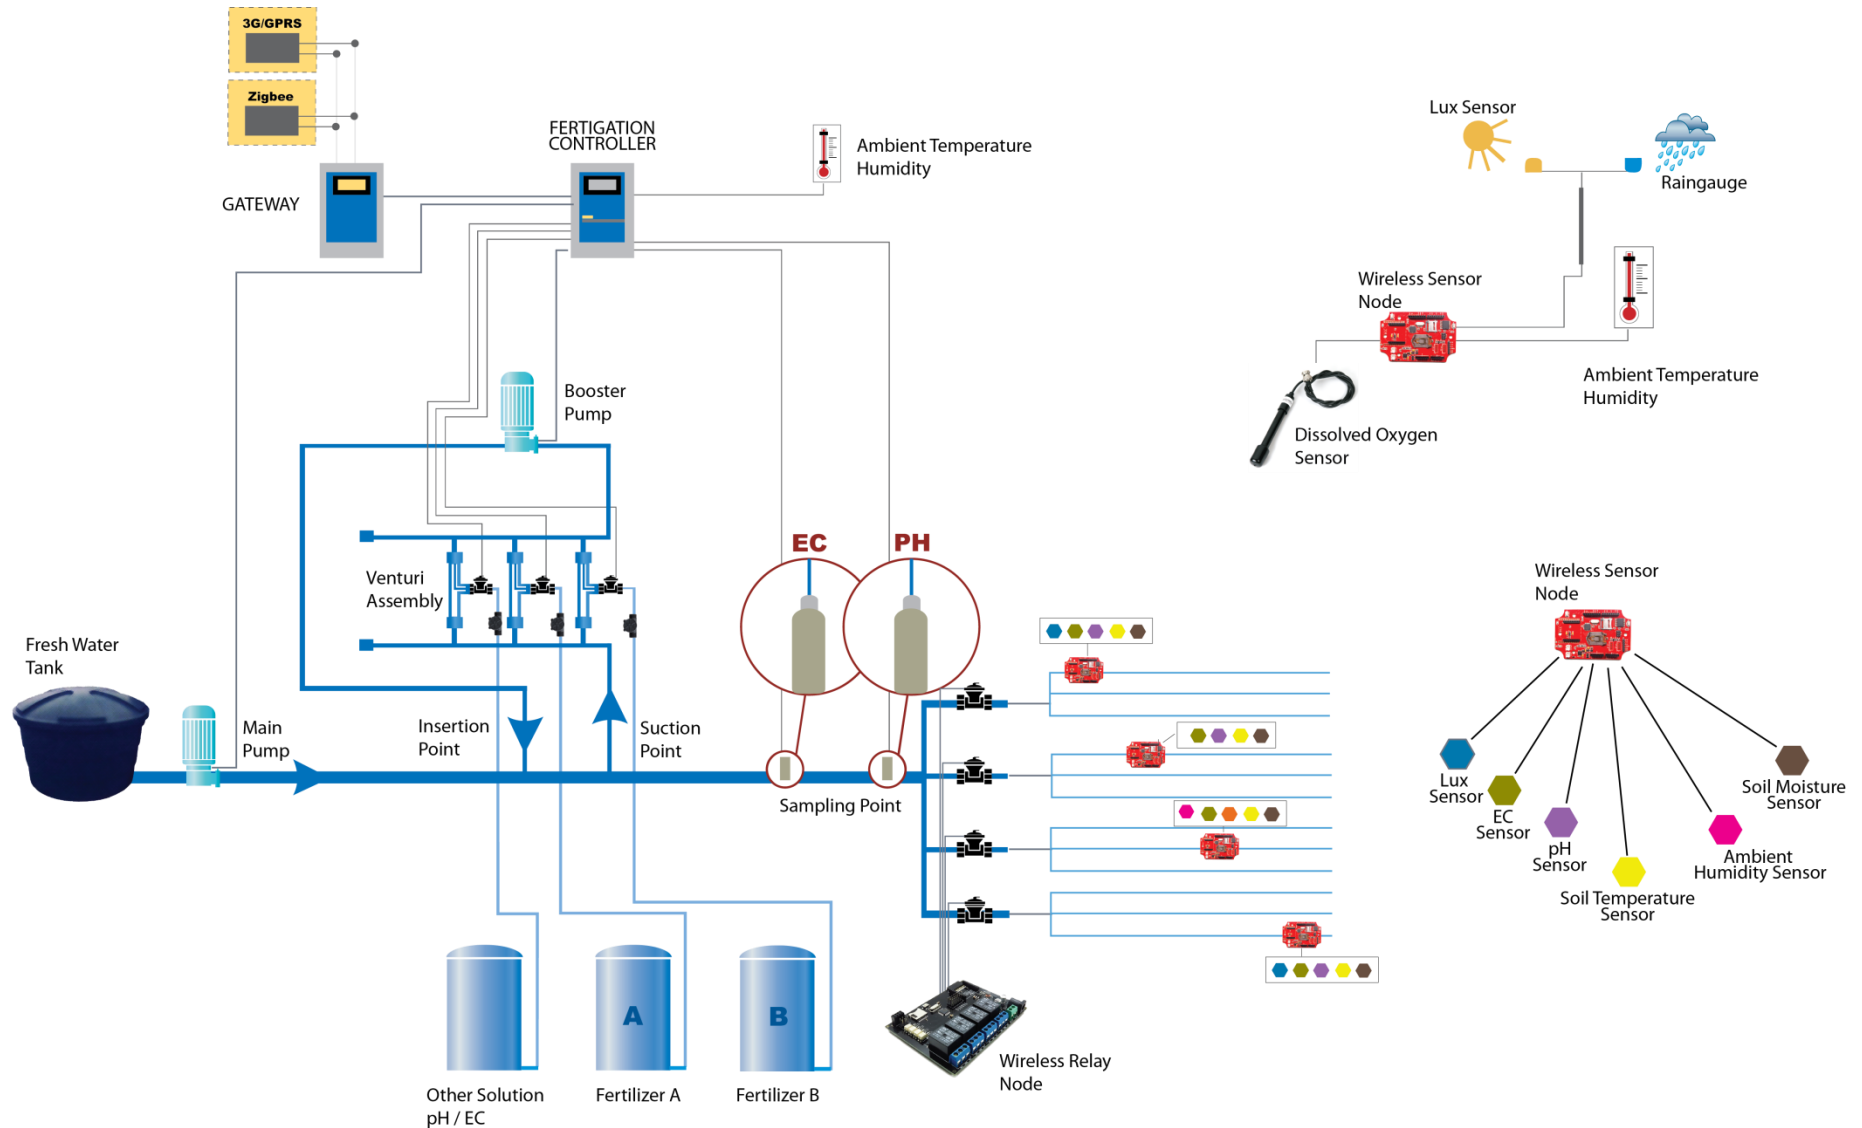 3G/GPRS
Zigbee
GATEWAY
FERTIGATION
CONTROLLER
Ambient Temperature
Humidity
Lux Sensor
Raingauge
Wireless Sensor
Node
Ambient Temperature
Humidity
Dissolved Oxygen
Sensor
Booster
Pump
Venturi
Assembly
EC
PH
Fresh Water
Tank
Main
Pump
Insertion
Point
Suction
Point
Sampling Point
Wireless Sensor
Node
Lux
Sensor
EC
Sensor
pH
Sensor
Soil Temperature
Sensor
Ambient
Humidity Sensor
Soil Moisture
Sensor
A
B
Other Solution
pH / EC
Fertilizer A
Fertilizer B
Wireless Relay
Node